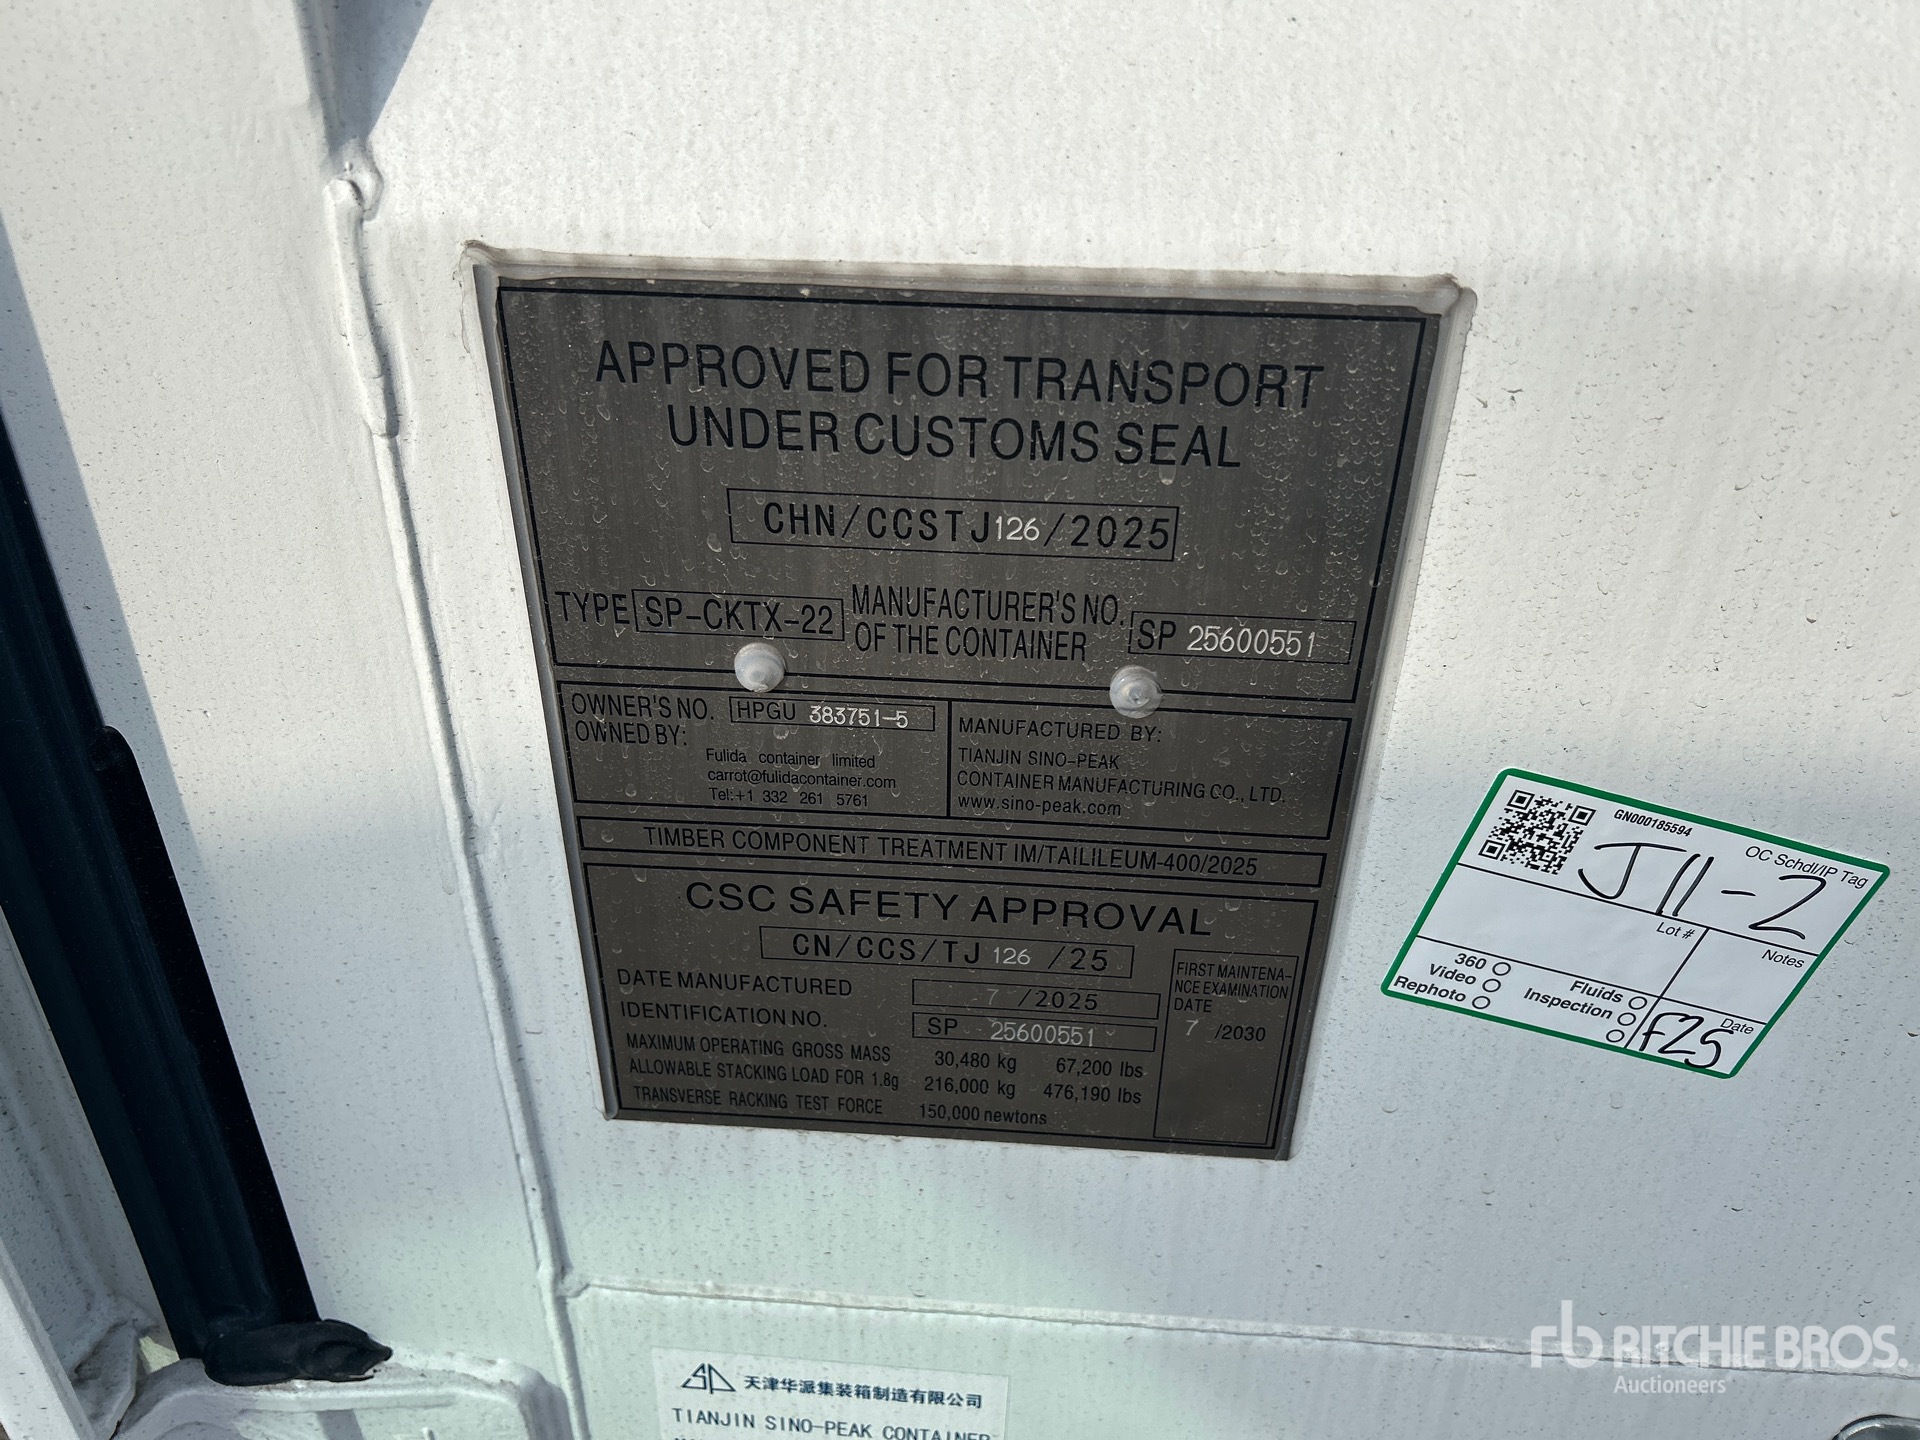 APPROVED FOR TRANSPORT
UNDER CUSTOMS SEAL
CHN/CCSTJ126/2025
TYPE SP-CKTX-22
MANUFACTURER'S NO.
OF THE CONTAINER
SP 25600551
OWNER'S NO. HPGU 383751-5
OWNED BY:
Fulida container limited
carrot@fulidacontainer.com
Tel:+1 332 261 5761
MANUFACTURED BY:
TIANJIN SINO-PEAK
CONTAINER MANUFACTURING CO.,LTD.
www.sino-peak.com
TIMBER COMPONENT TREATMENT IM/TAILILEUM-400/2025
CSC SAFETY APPROVAL
CN/CCS/TJ 126 /25
DATE MANUFACTURED 7 /2025
IDENTIFICATION NO. SP 25600551
MAXIMUM OPERATING GROSS MASS 30,480 kg 67,200 lbs
ALLOWABLE STACKING LOAD FOR 1.8g 216,000 kg 476,190 lbs
TRANSVERSE RACKING TEST FORCE 150,000 newtons
FIRST MAINTENA-
NCE EXAMINATION
DATE
7 /2030
GN000185594
OC Schdl/IP Tag
J11-2
Lot #
Notes
360
Video
Rephoto
Fluids
Inspection
Date
F25
天津华派集装箱制造有限公司
TIANJIN SINO-PEAK CONTAINER
rb RITCHIE BROS.
Auctioneers